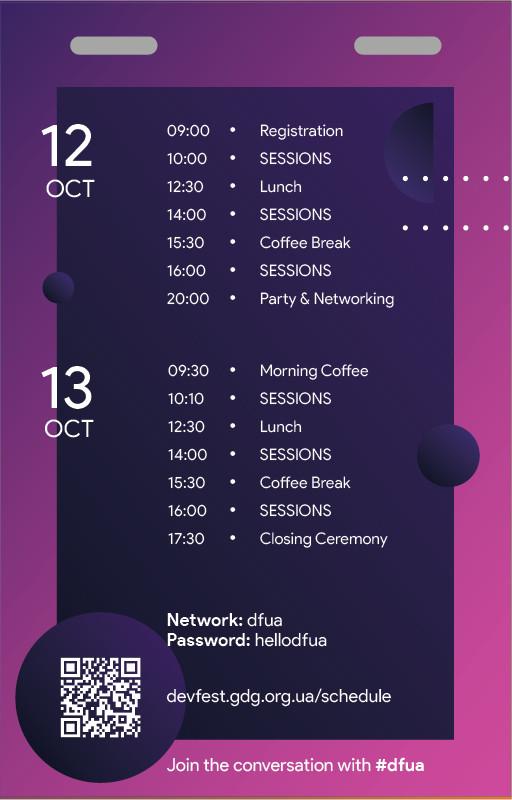 12
OCT
09:00 • Registration
10:00 • SESSIONS
12:30 • Lunch
14:00 • SESSIONS
15:30 • Coffee Break
16:00 • SESSIONS
20:00 • Party & Networking
13
OCT
09:30 • Morning Coffee
10:10 • SESSIONS
12:30 • Lunch
14:00 • SESSIONS
15:30 • Coffee Break
16:00 • SESSIONS
17:30 • Closing Ceremony
Network: dfua
Password: hellodfua
devfest.gdg.org.ua/schedule
Join the conversation with #dfua